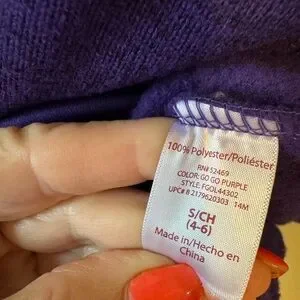 100% Polyester/Poliéster
RN# 52469
COLOR: GO GO PURPLE
STYLE: FGOL44302
UPC# 8 2179620303 14M
S/CH
(4-6)
Made in/Hecho en
China